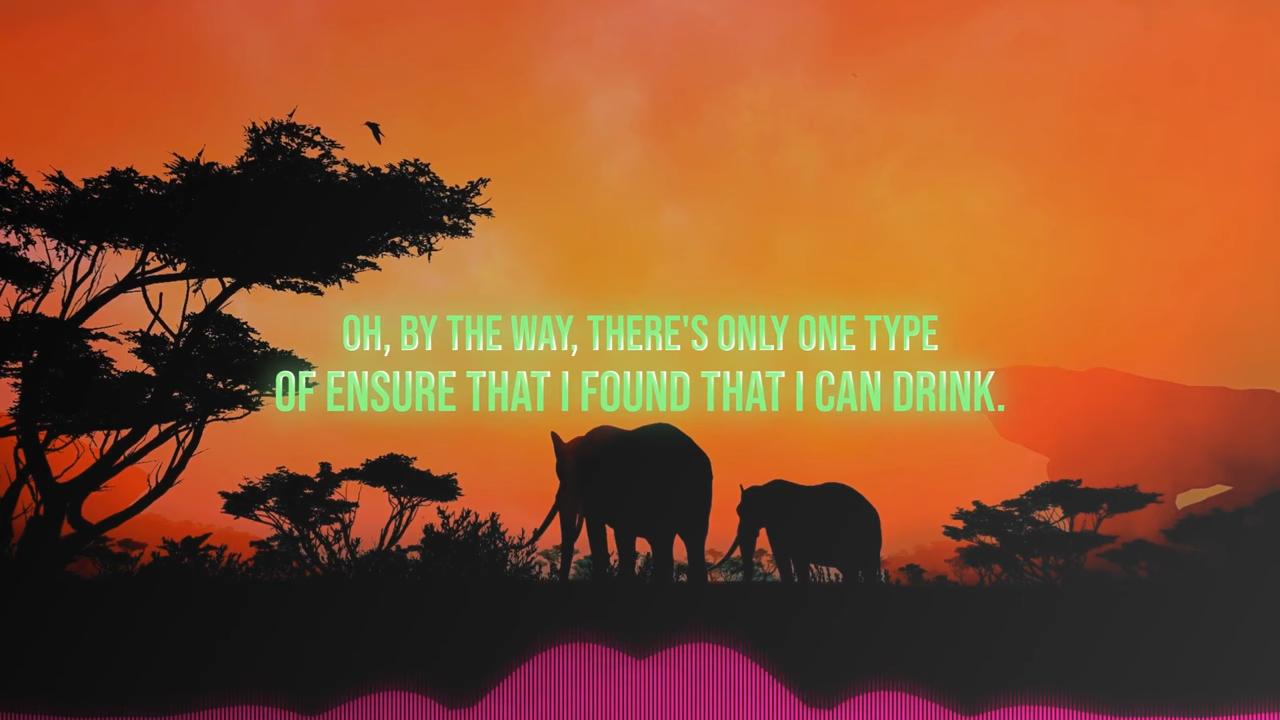 OH, BY THE WAY, THERE'S ONLY ONE TYPE
OF ENSURE THAT I FOUND THAT I CAN DRINK.